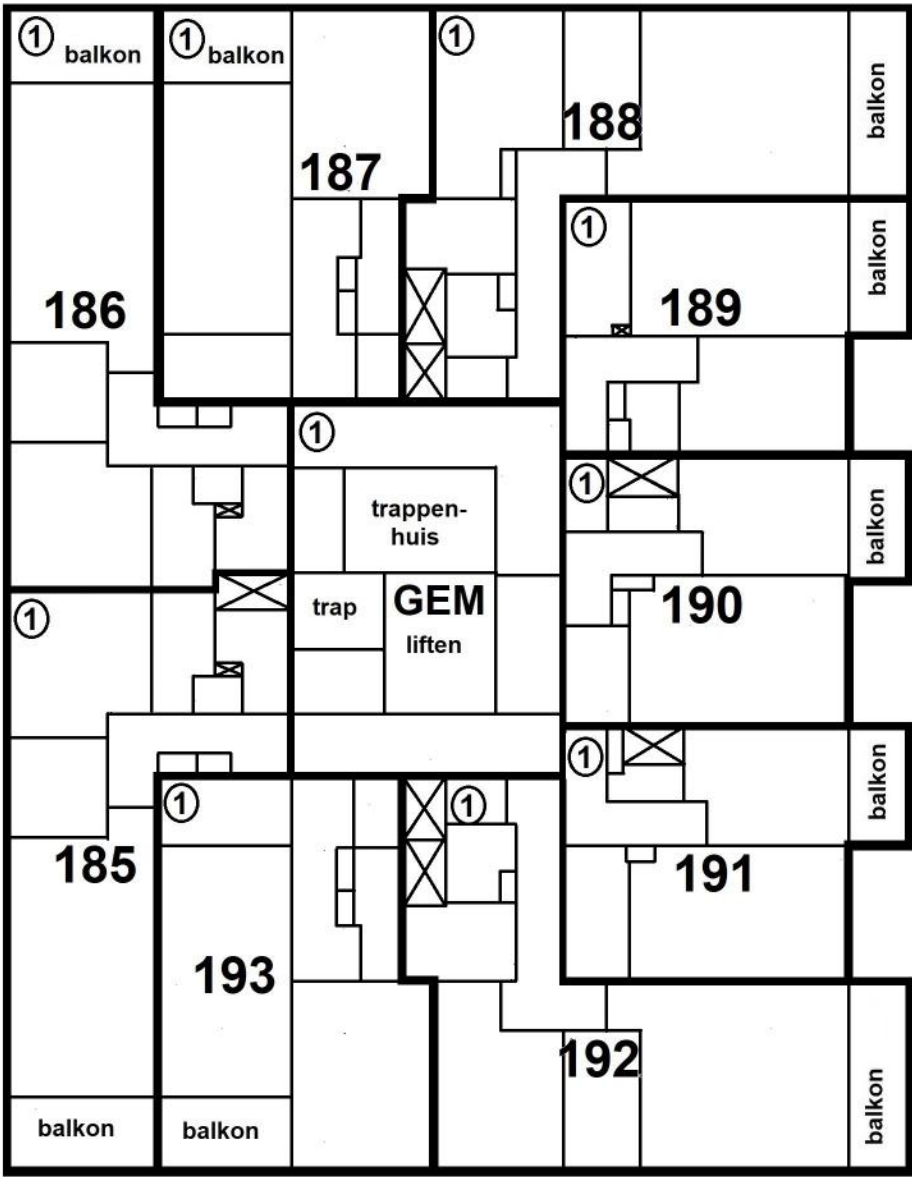 ① balkon
① balkon
①
188
balkon
187
①
balkon
186
189
①
trappen-
huis
①
balkon
trap
GEM
liften
190
①
①
balkon
①
①
185
191
193
192
balkon
balkon
balkon